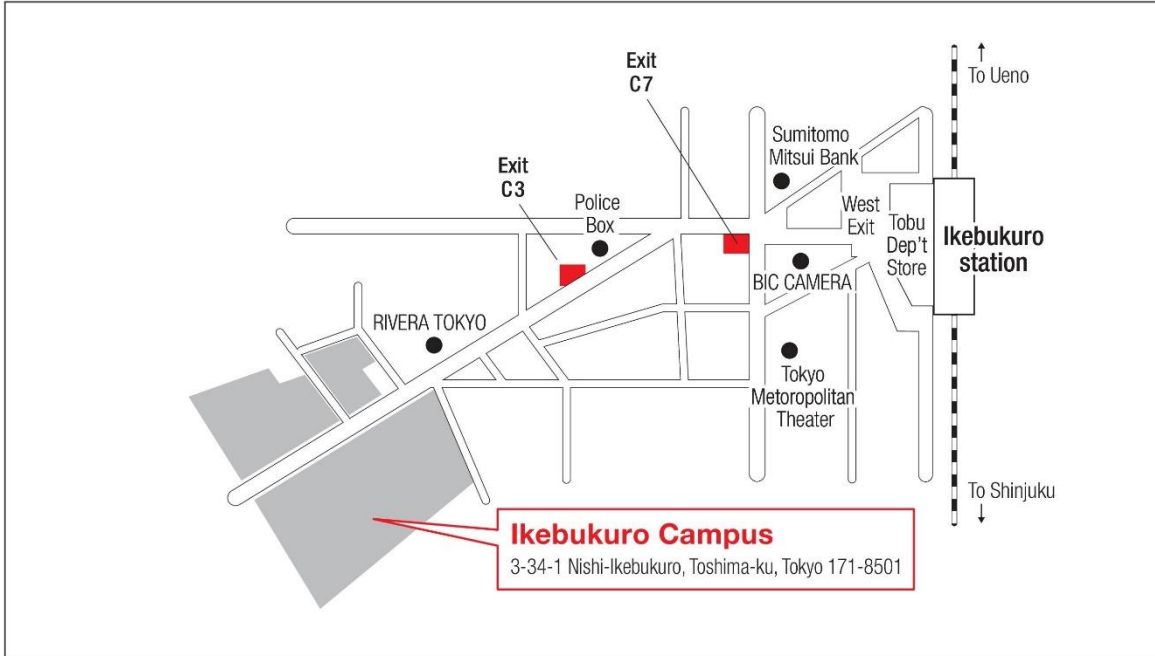 To Ueno
Exit
C7
Sumitomo
Mitsui Bank
Exit
C3
Police
Box
West
Exit
Tobu
Dep't
Store
Ikebukuro
station
BIC CAMERA
RIVERA TOKYO
Tokyo
Metoropolitan
Theater
To Shinjuku
Ikebukuro Campus
3-34-1 Nishi-Ikebukuro, Toshima-ku, Tokyo 171-8501